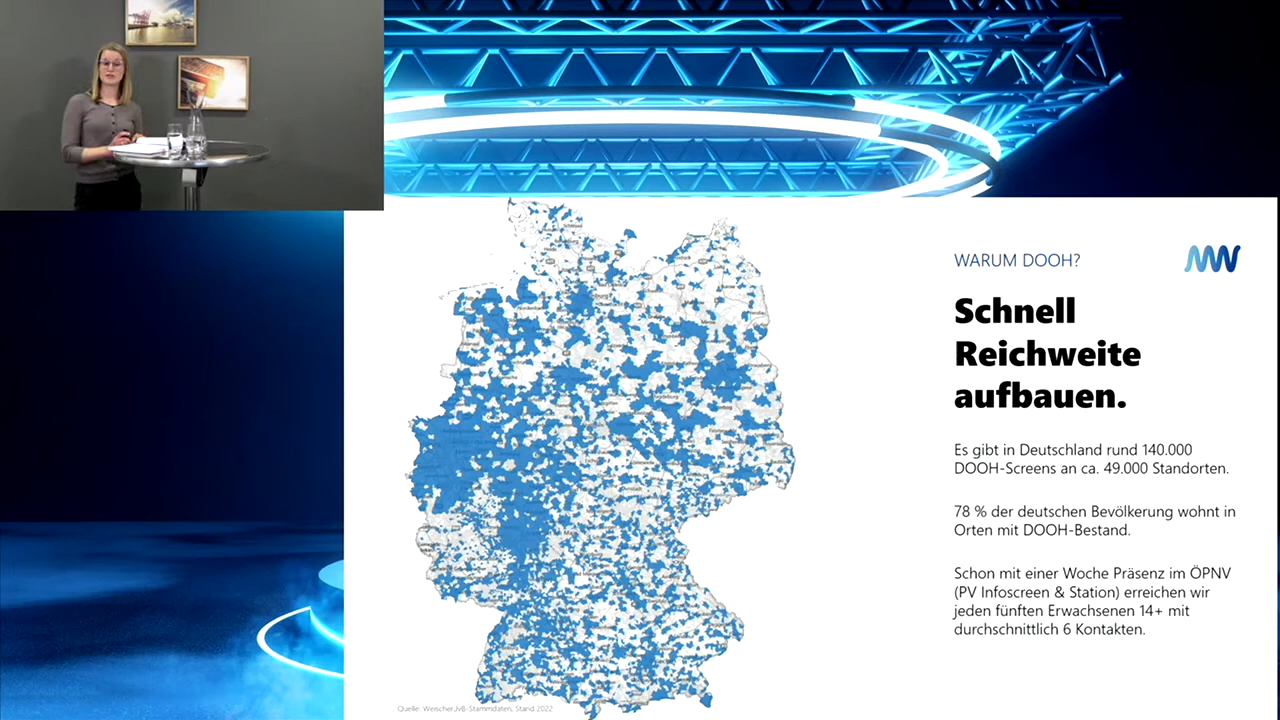 WARUM DOOH?
Schnell
Reichweite
aufbauen.
Es gibt in Deutschland rund 140.000
DOOH-Screens an ca. 49.000 Standorten.
78 % der deutschen Bevölkerung wohnt in
Orten mit DOOH-Bestand.
Schon mit einer Woche Präsenz im ÖPNV
(PV Infoscreen & Station) erreichen wir
jeden fünften Erwachsenen 14+ mit
durchschnittlich 6 Kontakten.
Quelle: Weischer.JvB-Stammdaten, Stand 2022